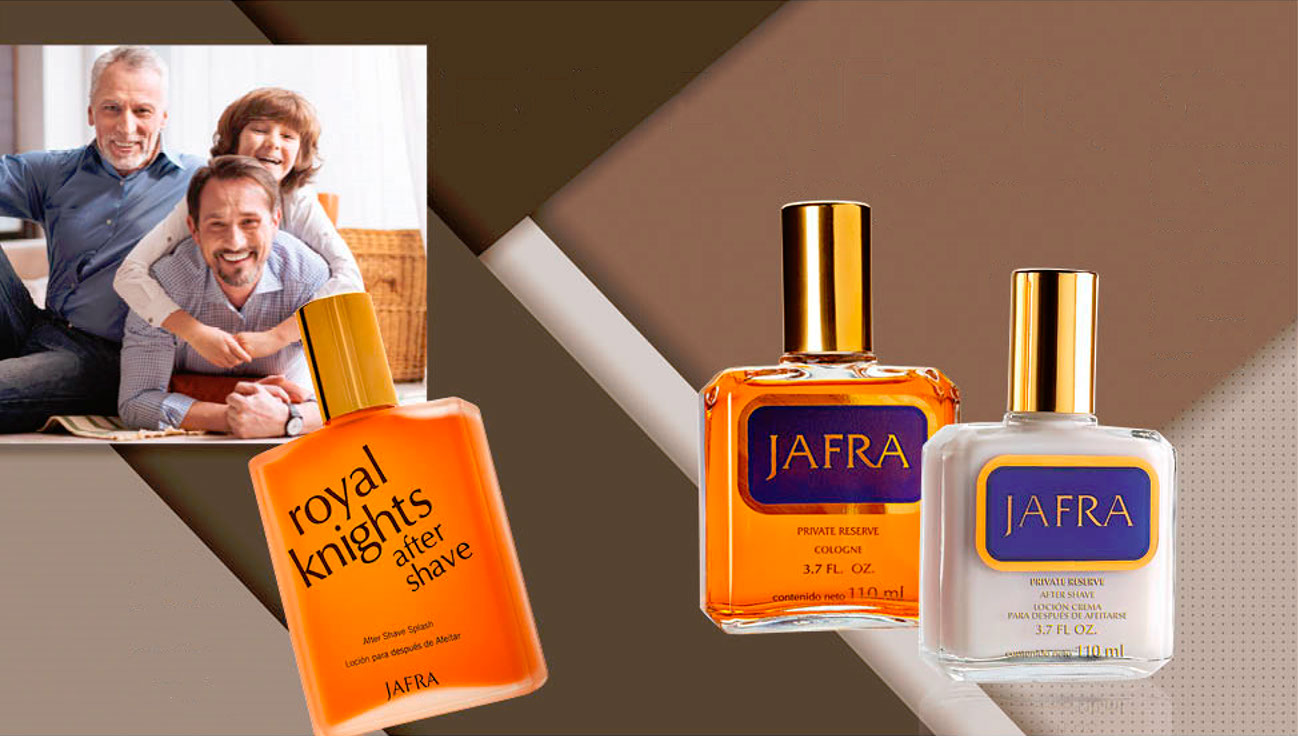 royal
knights
after
shave
After Shave Splash
Loción para después de Afeitar
JAFRA
JAFRA
PRIVATE RESERVE
COLOGNE
3.7 FL. OZ.
contenido neto 110 ml
JAFRA
PRIVATE RESERVE
AFTER SHAVE
LOCIÓN CREMA
PARA DESPUÉS DE AFEITARSE
3.7 FL OZ.
contenido neto 110 ml